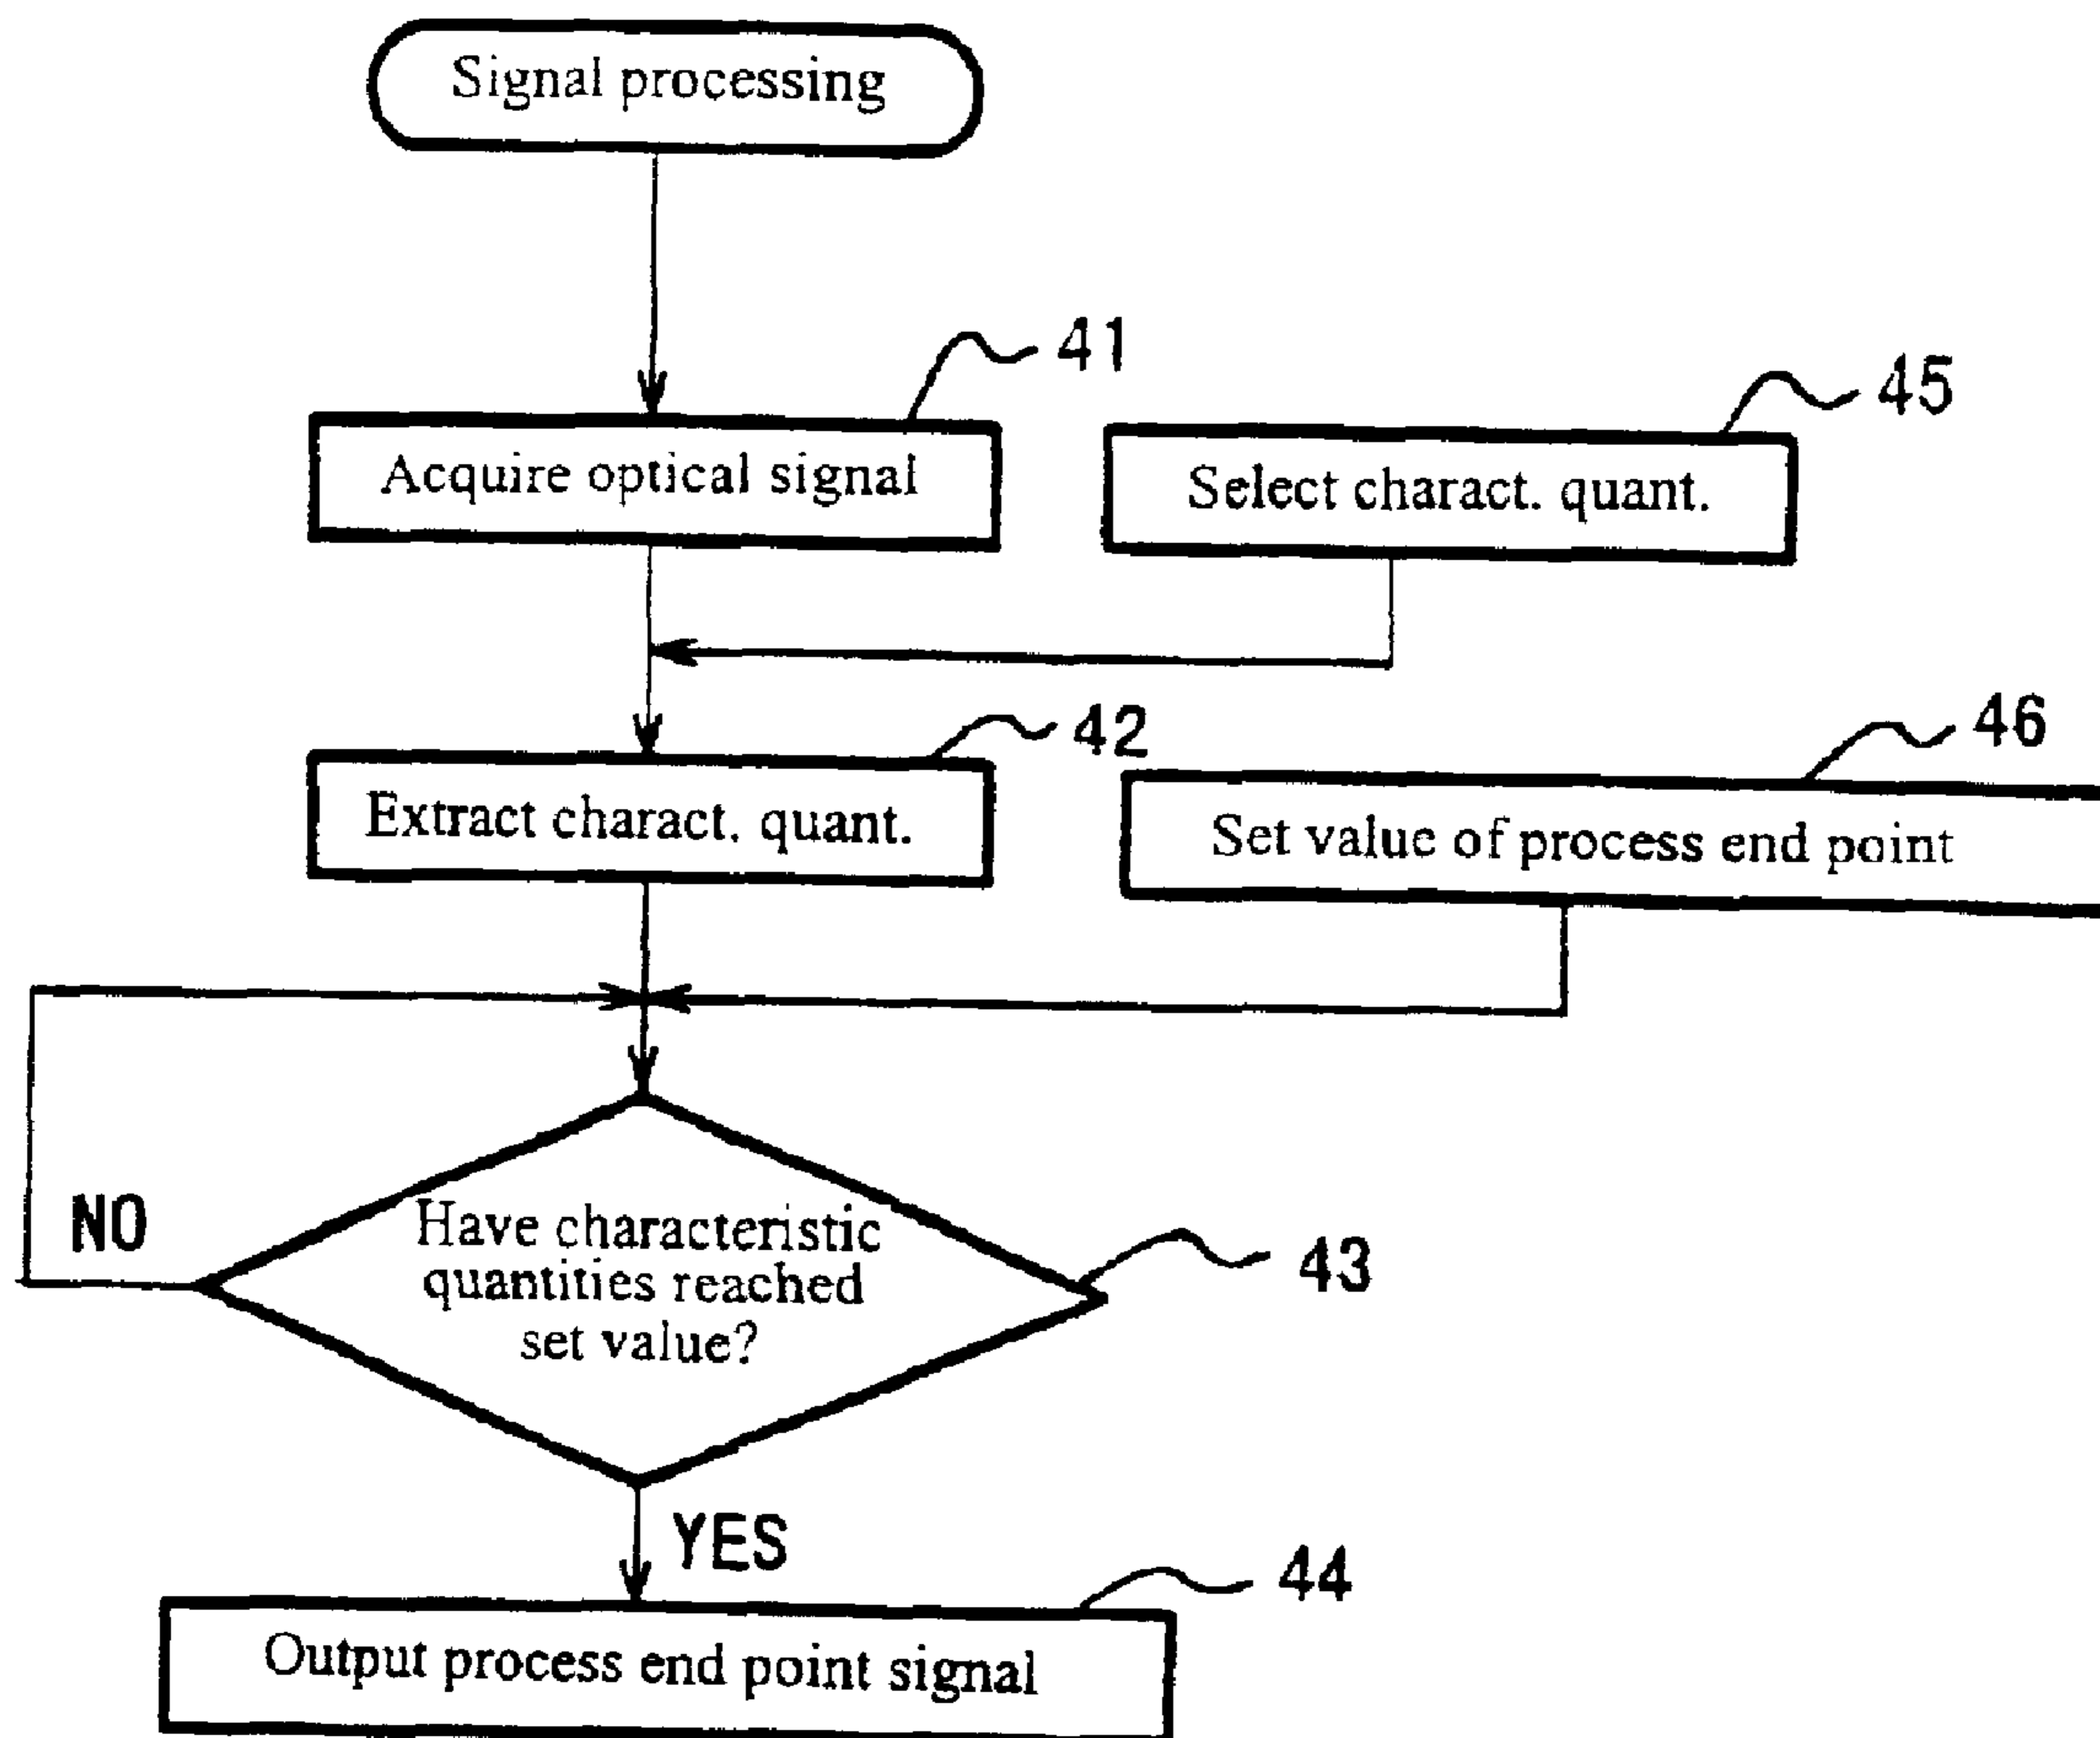 Signal processing
41
45
Acquire optical signal
Select charact. quant.
42
46
Extract charact. quant.
Set value of process end point
NO
Have characteristic
quantities reached
set value?
43
YES
44
Output process end point signal